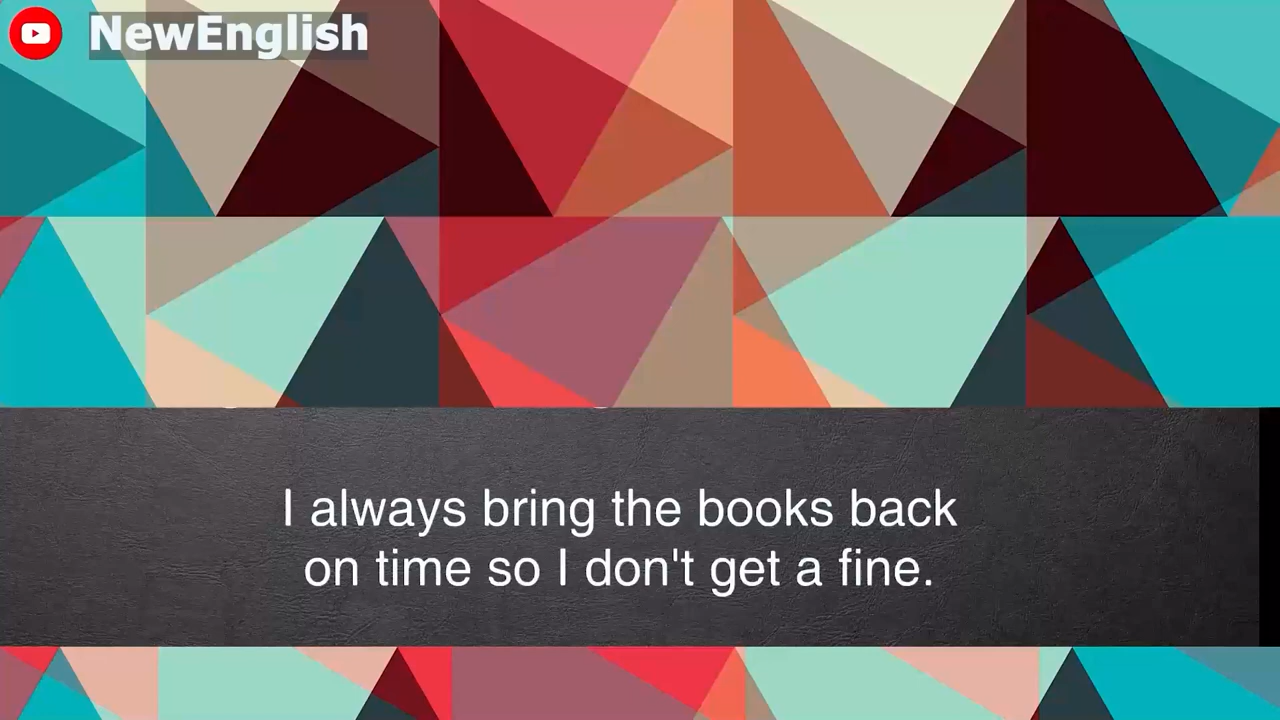 NewEnglish
I always bring the books back
on time so I don't get a fine.